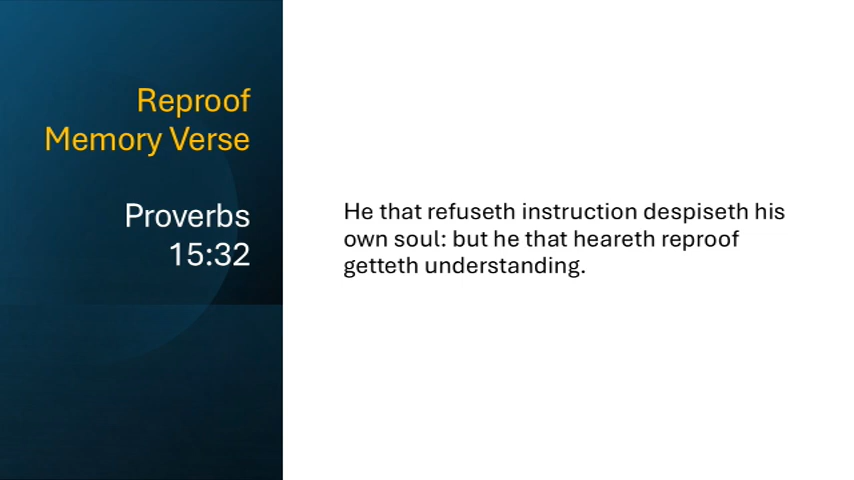 Reproof
Memory Verse
Proverbs
15:32
He that refuseth instruction despiseth his
own soul: but he that heareth reproof
getteth understanding.